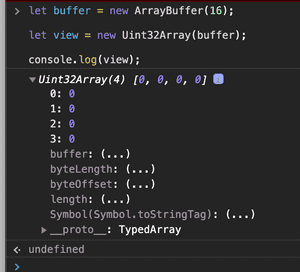 let buffer = new ArrayBuffer(16);
let view = new Uint32Array(buffer);
console.log(view);
Uint32Array(4) [0, 0, 0, 0] i
0: 0
1: 0
2: 0
3: 0
buffer: (...)
byteLength: (...)
byteOffset: (...)
length: (...)
Symbol(Symbol.toStringTag): (...)
__proto__: TypedArray
undefined